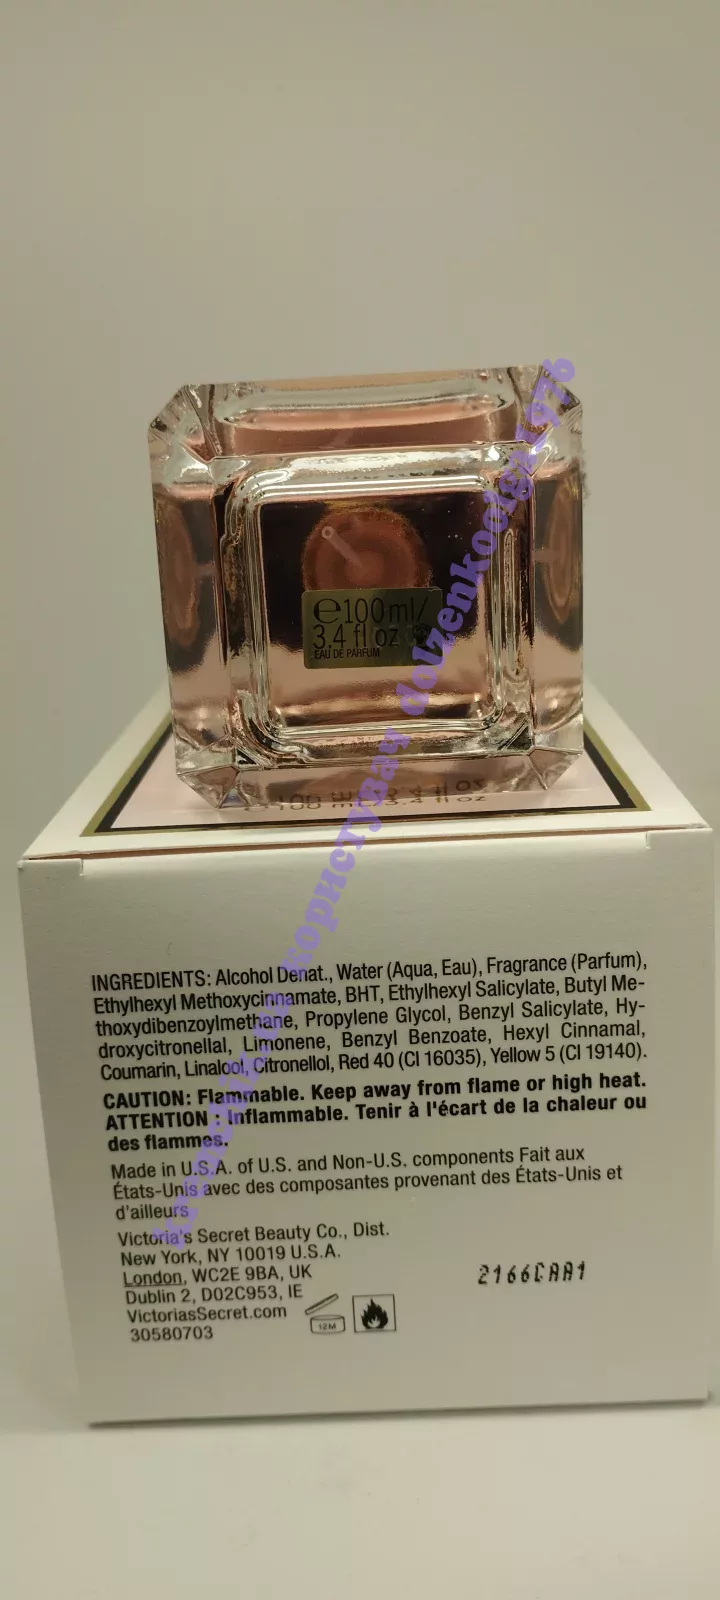 ℮100ml/
3.4 fl oz
EAU DE PARFUM
INGREDIENTS: Alcohol Denat., Water (Aqua, Eau), Fragrance (Parfum),
Ethylhexyl Methoxycinnamate, BHT, Ethylhexyl Salicylate, Butyl Me-
thoxydibenzoylmethane, Propylene Glycol, Benzyl Salicylate, Hy-
droxycitronellal, Limonene, Benzyl Benzoate, Hexyl Cinnamal,
Coumarin, Linalool, Citronellol, Red 40 (CI 16035), Yellow 5 (CI 19140).
CAUTION: Flammable. Keep away from flame or high heat.
ATTENTION : Inflammable. Tenir à l'écart de la chaleur ou
des flammes.
Made in U.S.A. of U.S. and Non-U.S. components Fait aux
États-Unis avec des composantes provenant des États-Unis et
d'ailleurs
Victoria's Secret Beauty Co., Dist.
New York, NY 10019 U.S.A.
London, WC2E 9BA, UK
Dublin 2, D02C953, IE
VictoriasSecret.com
30580703
12M
2166CAA1
користувач dolzenkoolga1976